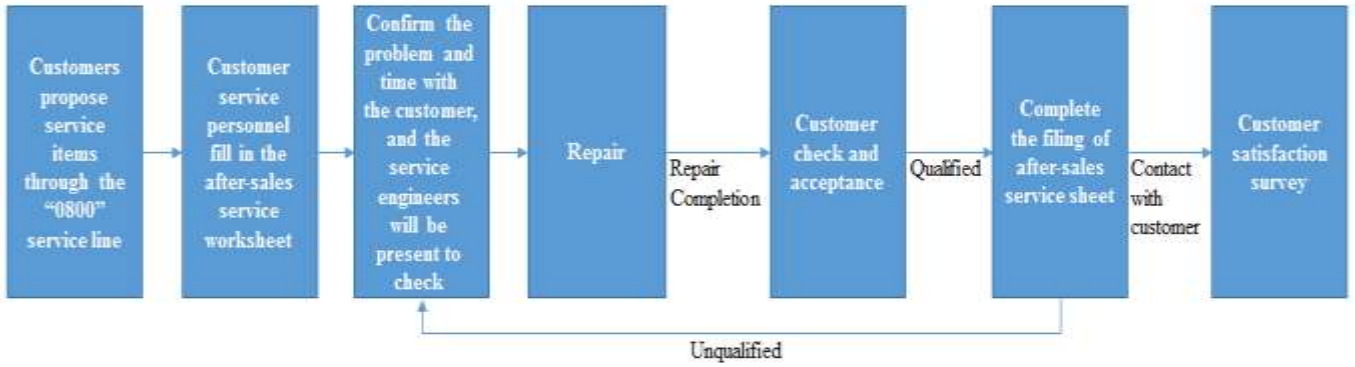 Customers
propose
service
items
through the
“0800”
service line
Customer
service
personnel
fill in the
after-sales
service
worksheet
Confirm the
problem and
time with
the customer,
and the
service
engineers
will be
present to
check
Repair
Repair
Completion
Customer
check and
acceptance
Qualified
Complete
the filing of
after-sales
service sheet
Contact
with
customer
Customer
satisfaction
survey
Unqualified